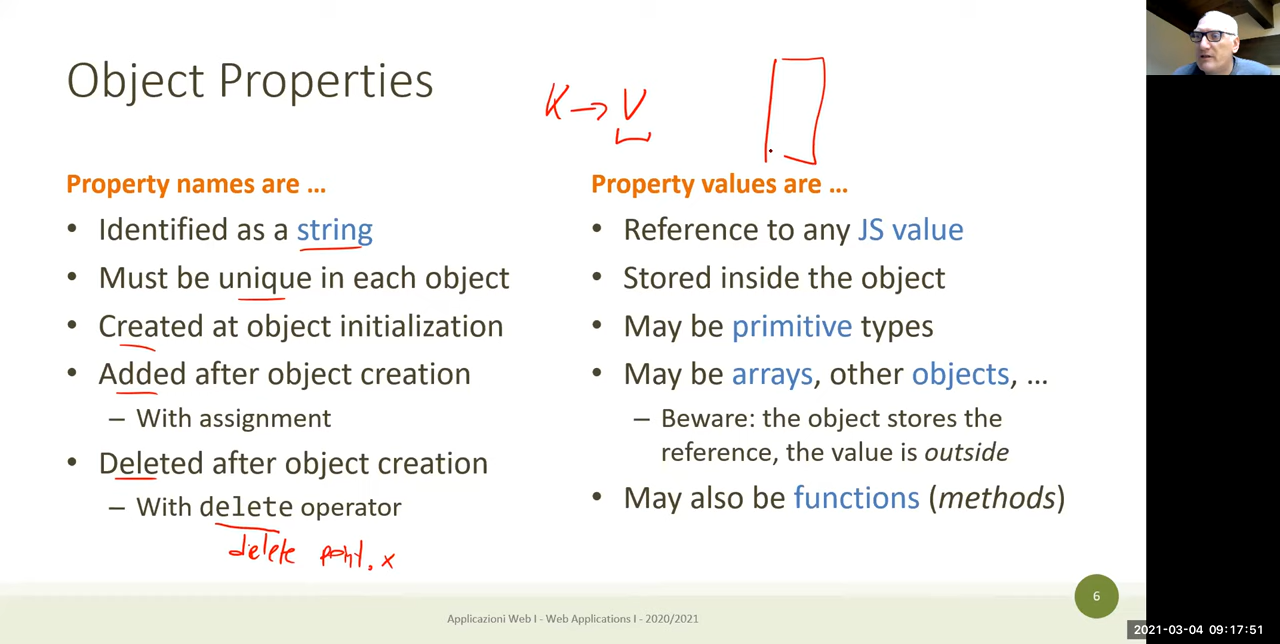 Object Properties
K → V
Property names are …
• Identified as a string
• Must be unique in each object
• Created at object initialization
• Added after object creation
– With assignment
• Deleted after object creation
– With delete operator
delete point.x
Property values are …
• Reference to any JS value
• Stored inside the object
• May be primitive types
• May be arrays, other objects, …
– Beware: the object stores the
reference, the value is outside
• May also be functions (methods)
6
Applicazioni Web I - Web Applications I - 2020/2021
2021-03-04 09:17:51